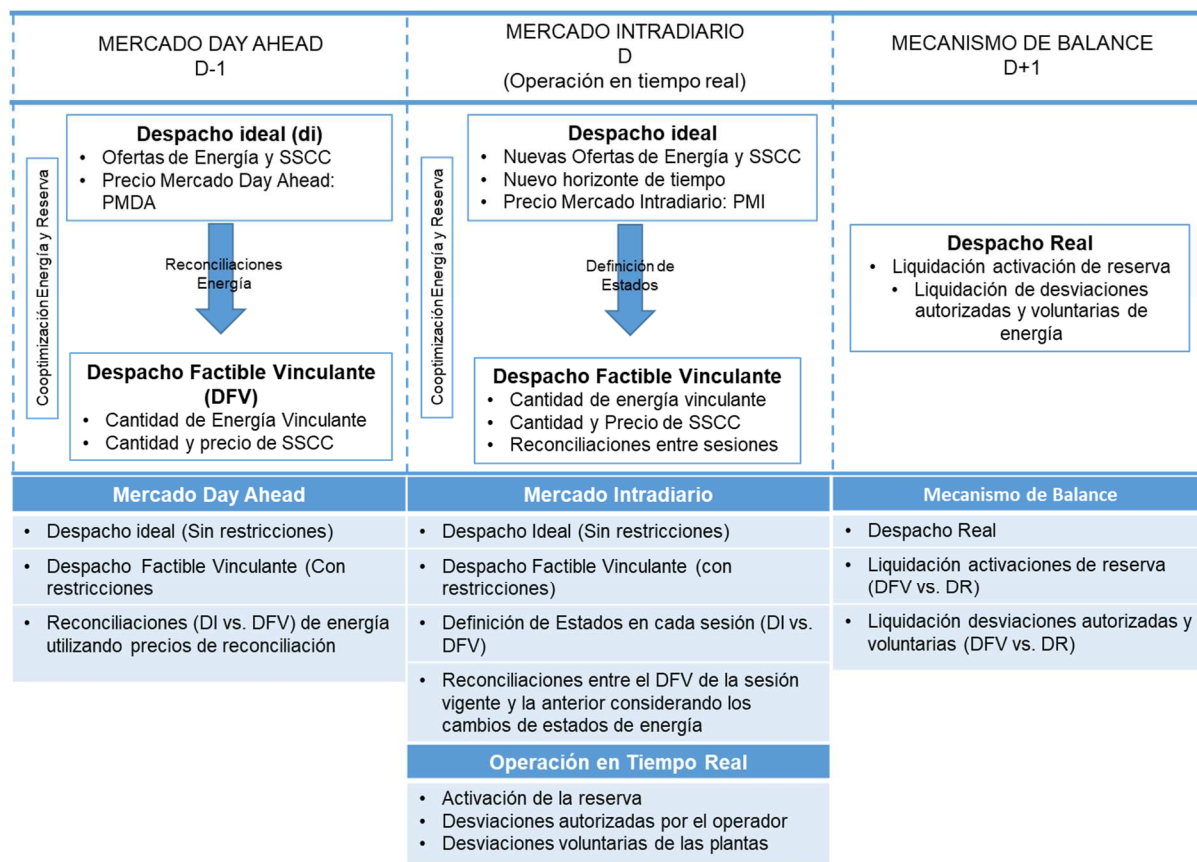 MERCADO DAY AHEAD
D-1
MERCADO INTRADIARIO
D
(Operación en tiempo real)
MECANISMO DE BALANCE
D+1
Cooptimización Energía y Reserva
Despacho ideal (di)
• Ofertas de Energía y SSCC
• Precio Mercado Day Ahead:
PMDA
Reconciliaciones
Energía
Despacho Factible Vinculante
(DFV)
• Cantidad de Energía Vinculante
• Cantidad y precio de SSCC
Cooptimización Energía y Reserva
Despacho ideal
• Nuevas Ofertas de Energía y SSCC
• Nuevo horizonte de tiempo
• Precio Mercado Intradiario: PMI
Definición de
Estados
Despacho Factible Vinculante
• Cantidad de energía vinculante
• Cantidad y Precio de SSCC
• Reconciliaciones entre sesiones
Despacho Real
• Liquidación activación de reserva
• Liquidación de desviaciones
autorizadas y voluntarias de
energía
Mercado Day Ahead
• Despacho ideal (Sin restricciones)
• Despacho Factible Vinculante (Con
restricciones
• Reconciliaciones (DI vs. DFV) de energía
utilizando precios de reconciliación
Mercado Intradiario
• Despacho Ideal (Sin restricciones)
• Despacho Factible Vinculante (con
restricciones)
• Definición de Estados en cada sesión (DI vs.
DFV)
• Reconciliaciones entre el DFV de la sesión
vigente y la anterior considerando los
cambios de estados de energía
Operación en Tiempo Real
• Activación de la reserva
• Desviaciones autorizadas por el operador
• Desviaciones voluntarias de las plantas
Mecanismo de Balance
• Despacho Real
• Liquidación activaciones de reserva
(DFV vs. DR)
• Liquidación desviaciones autorizadas y
voluntarias (DFV vs. DR)